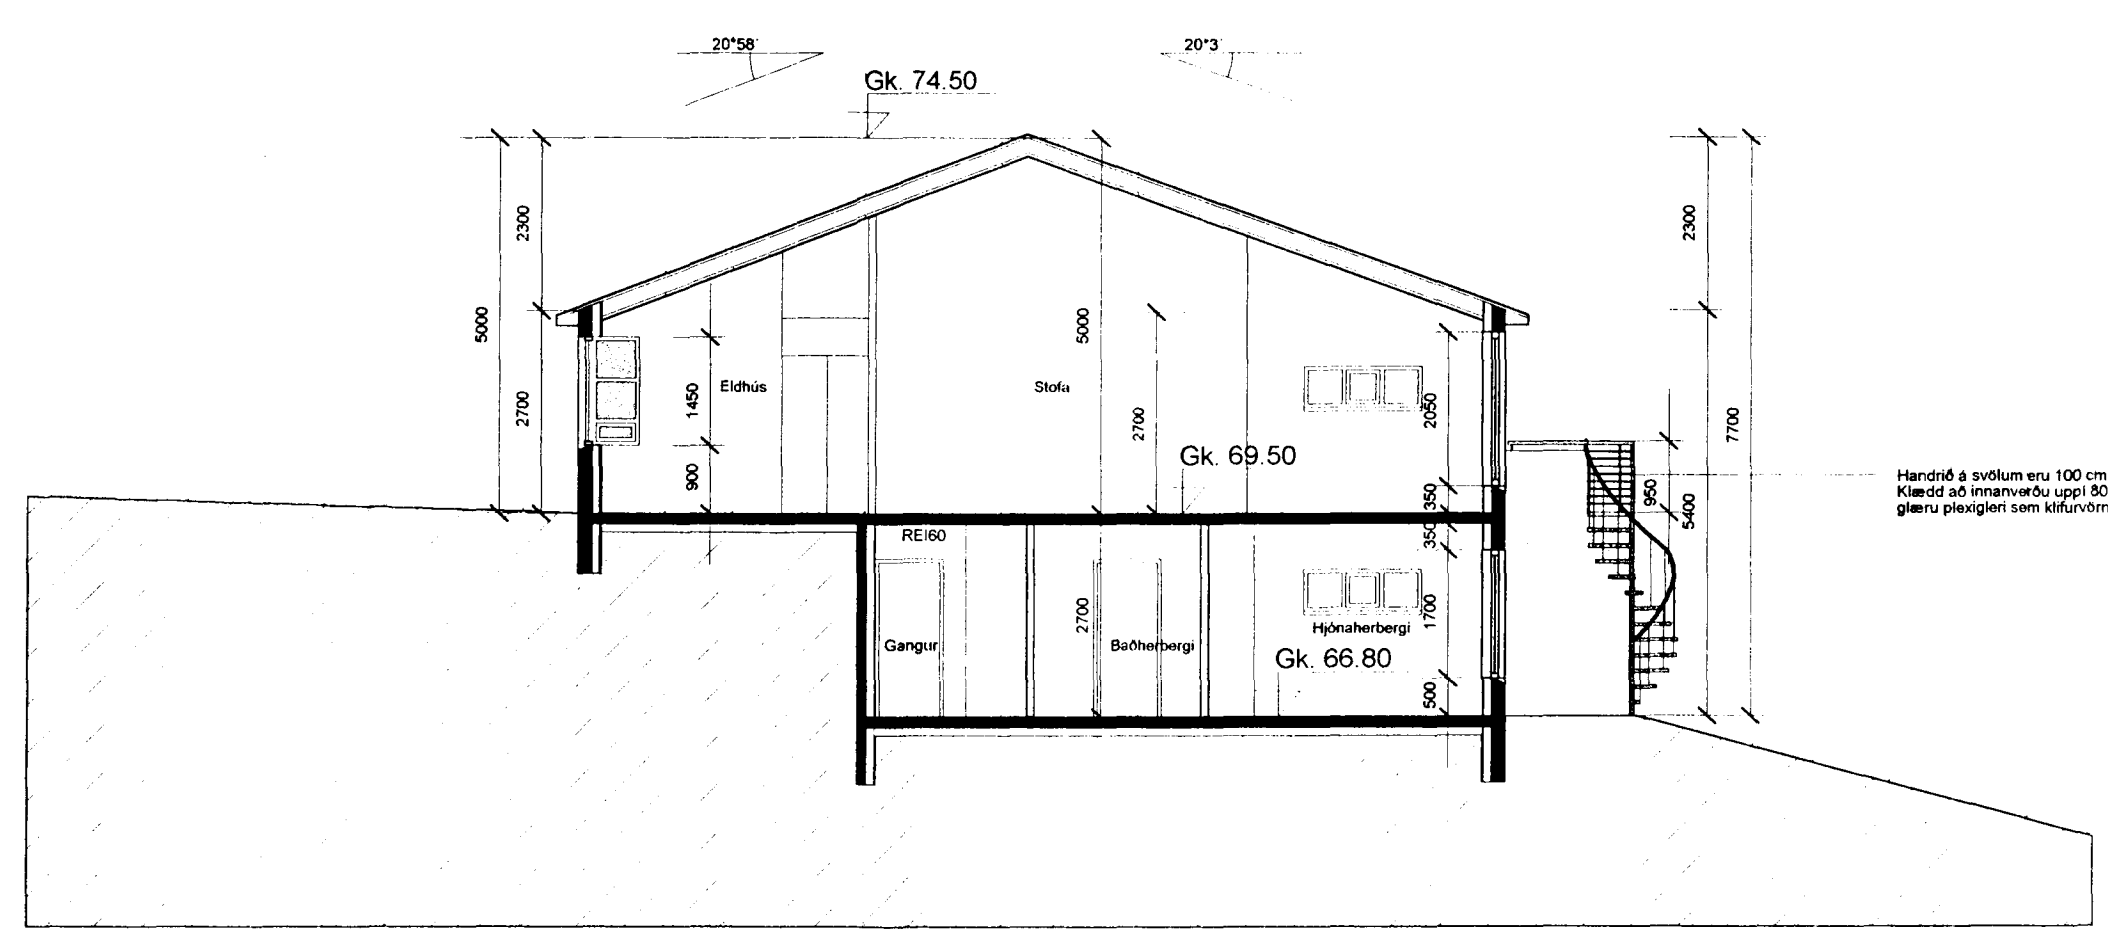 20°58'
20°3'
Gk. 74.50
2300
2300
5000
5000
2700
1450
Eldhús
Stofa
2700
2050
7700
Gk. 69.50
900
350
950
5400
Handrið á svölum eru 100 cm
Klædd að innanverðu uppí 80
glæru plexigleri sem klifurvörn
REI60
350
2700
1700
Gangur
Baðherbergi
Hjónaherbergi
Gk. 66.80
500